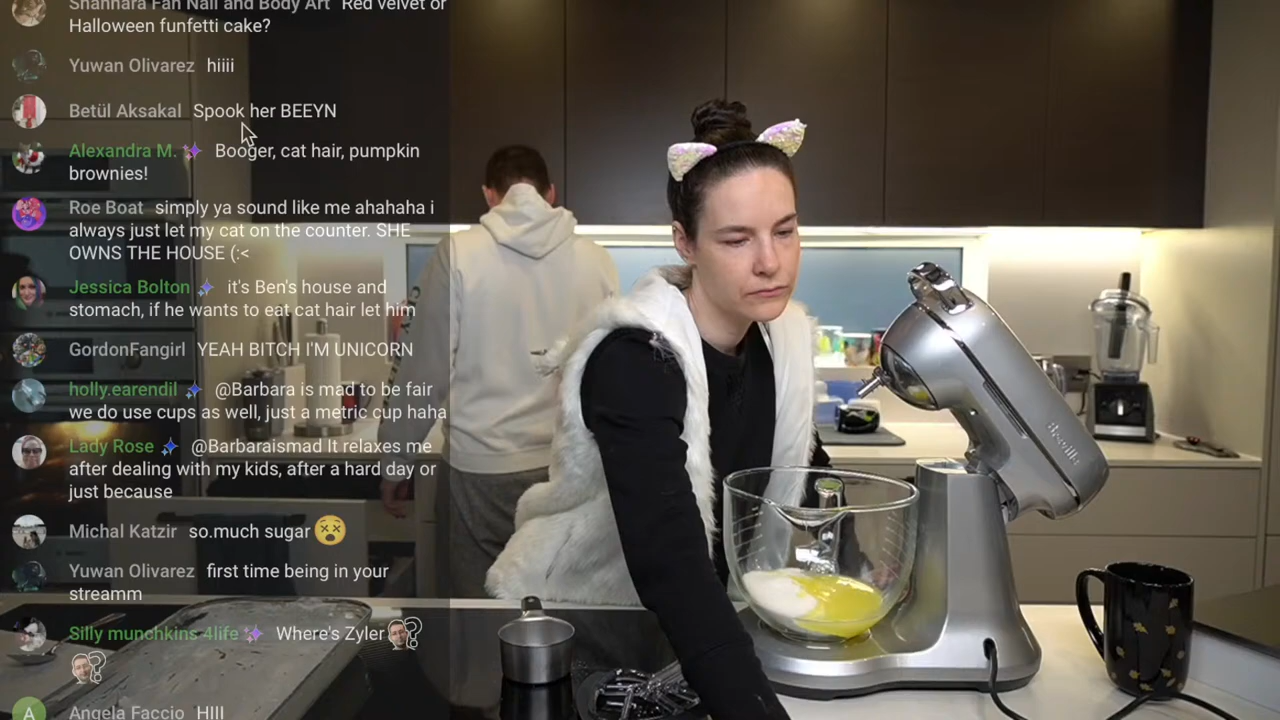 Shannara Fan Nail and Body Art Red velvet or
Halloween funfetti cake?
Yuwan Olivarez hiiii
Betül Aksakal Spook her BEEYN
Alexandra M. Booger, cat hair, pumpkin
brownies!
Roe Boat simply ya sound like me ahahaha i
always just let my cat on the counter. SHE
OWNS THE HOUSE (:<
Jessica Bolton it's Ben's house and
stomach, if he wants to eat cat hair let him
GordonFangirl YEAH BITCH I'M UNICORN
holly.earendil @Barbara is mad to be fair
we do use cups as well, just a metric cup haha
Lady Rose @Barbaraismad It relaxes me
after dealing with my kids, after a hard day or
just because
Michal Katzir so.much sugar
Yuwan Olivarez first time being in your
streamm
Silly munchkins 4life Where's Zyler
A Angela Faccio HIII
Breville